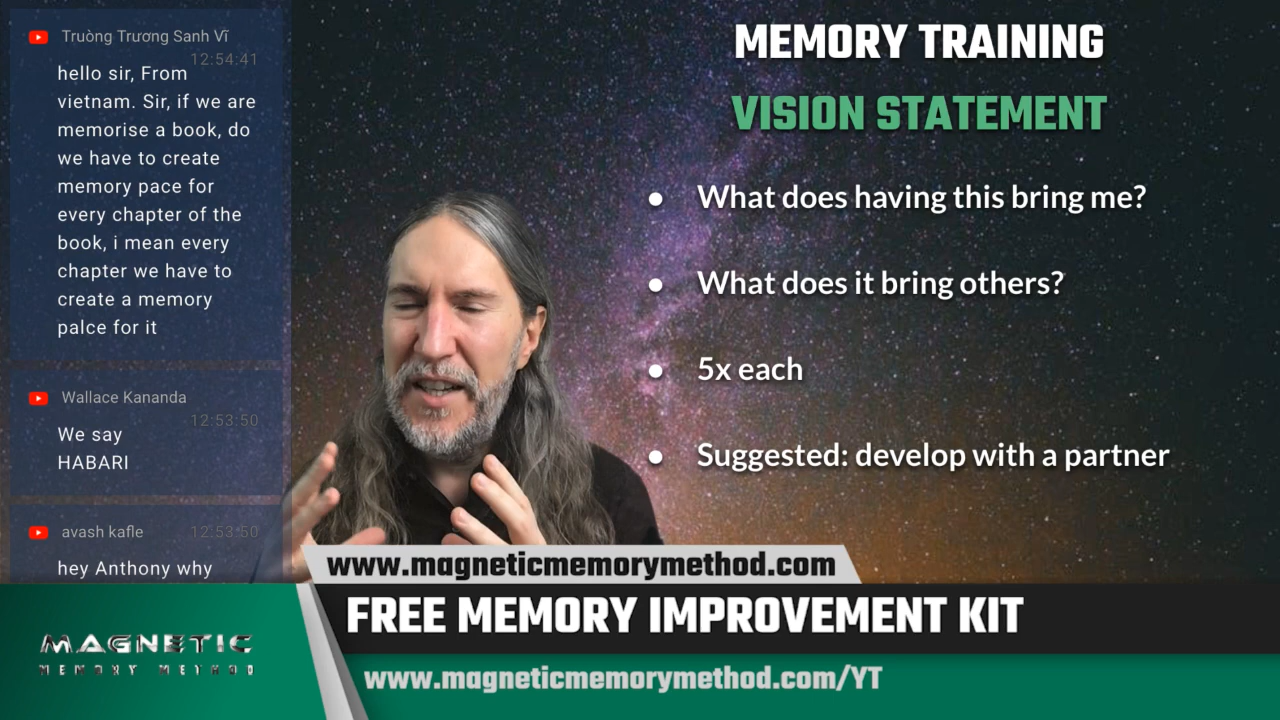 Truòng Trương Sanh Vĩ
12:54:41
hello sir, From
vietnam. Sir, if we are
memorise a book, do
we have to create
memory pace for
every chapter of the
book, i mean every
chapter we have to
create a memory
palce for it
Wallace Kananda
12:53:50
We say
HABARI
avash kafle 12:53:50
hey Anthony why
MEMORY TRAINING
VISION STATEMENT
• What does having this bring me?
• What does it bring others?
• 5x each
• Suggested: develop with a partner
www.magneticmemorymethod.com
FREE MEMORY IMPROVEMENT KIT
www.magneticmemorymethod.com/YT
MAGNETIC
MEMORY METHOD